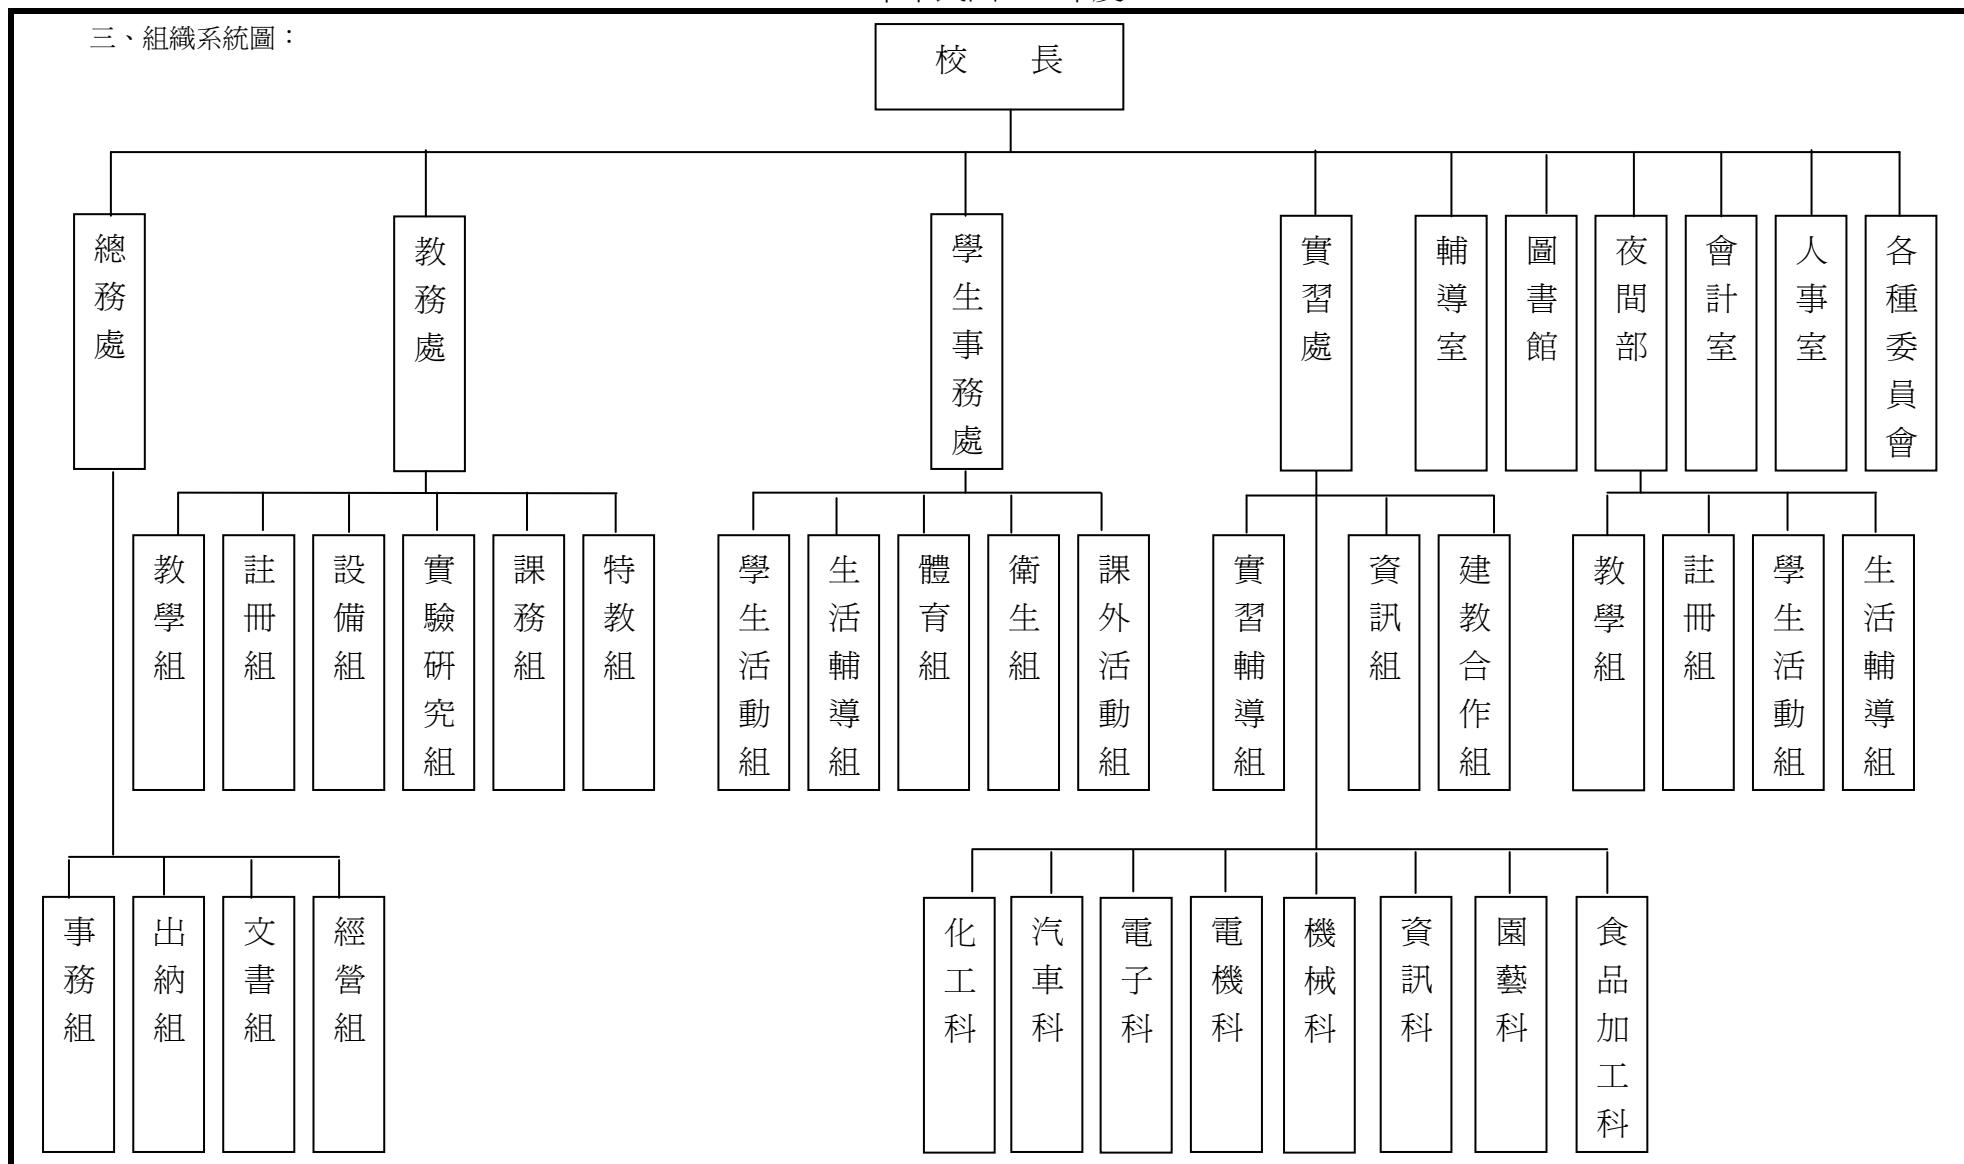 三、組織系統圖：
校長
總務處
教務處
學生事務處
實習處
輔導室
圖書館
夜間部
會計室
人事室
各種委員會
教學組
註冊組
設備組
實驗研究組
課務組
特教組
學生活動組
生活輔導組
體育組
衛生組
課外活動組
實習輔導組
資訊組
建教合作組
教學組
註冊組
學生活動組
生活輔導組
事務組
出納組
文書組
經營組
化工科
汽車科
電子科
電機科
機械科
資訊科
園藝科
食品加工科